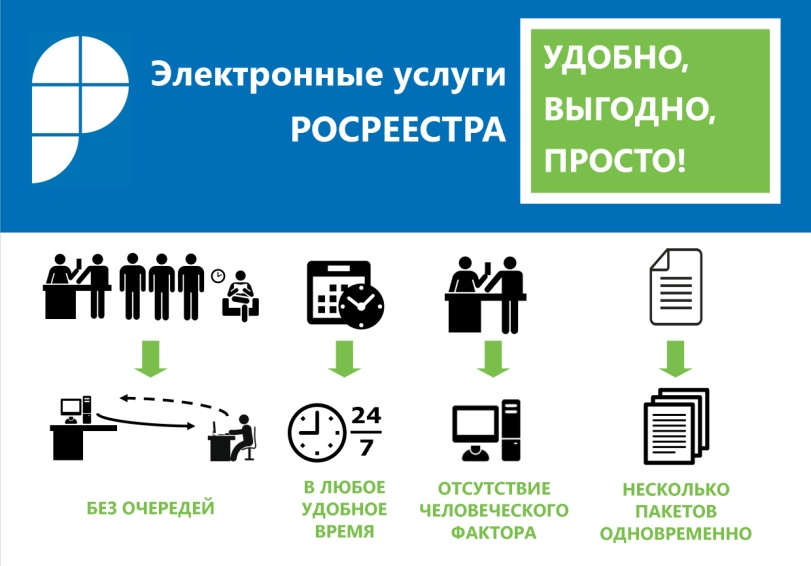 Электронные услуги
РОСРЕЕСТРА
УДОБНО,
ВЫГОДНО,
ПРОСТО!
24
7
БЕЗ ОЧЕРЕДЕЙ
В ЛЮБОЕ
УДОБНОЕ
ВРЕМЯ
ОТСУТСТВИЕ
ЧЕЛОВЕЧЕСКОГО
ФАКТОРА
НЕСКОЛЬКО
ПАКЕТОВ
ОДНОВРЕМЕННО